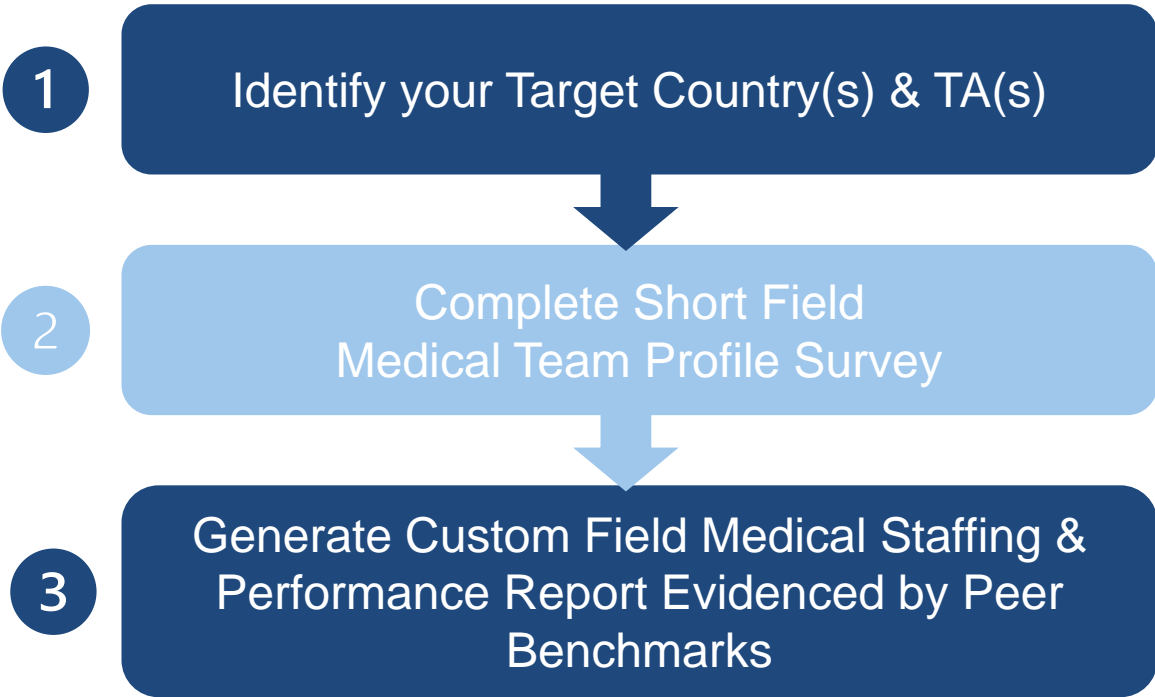 1
Identify your Target Country(s) & TA(s)
2
Complete Short Field
Medical Team Profile Survey
3
Generate Custom Field Medical Staffing &
Performance Report Evidenced by Peer
Benchmarks